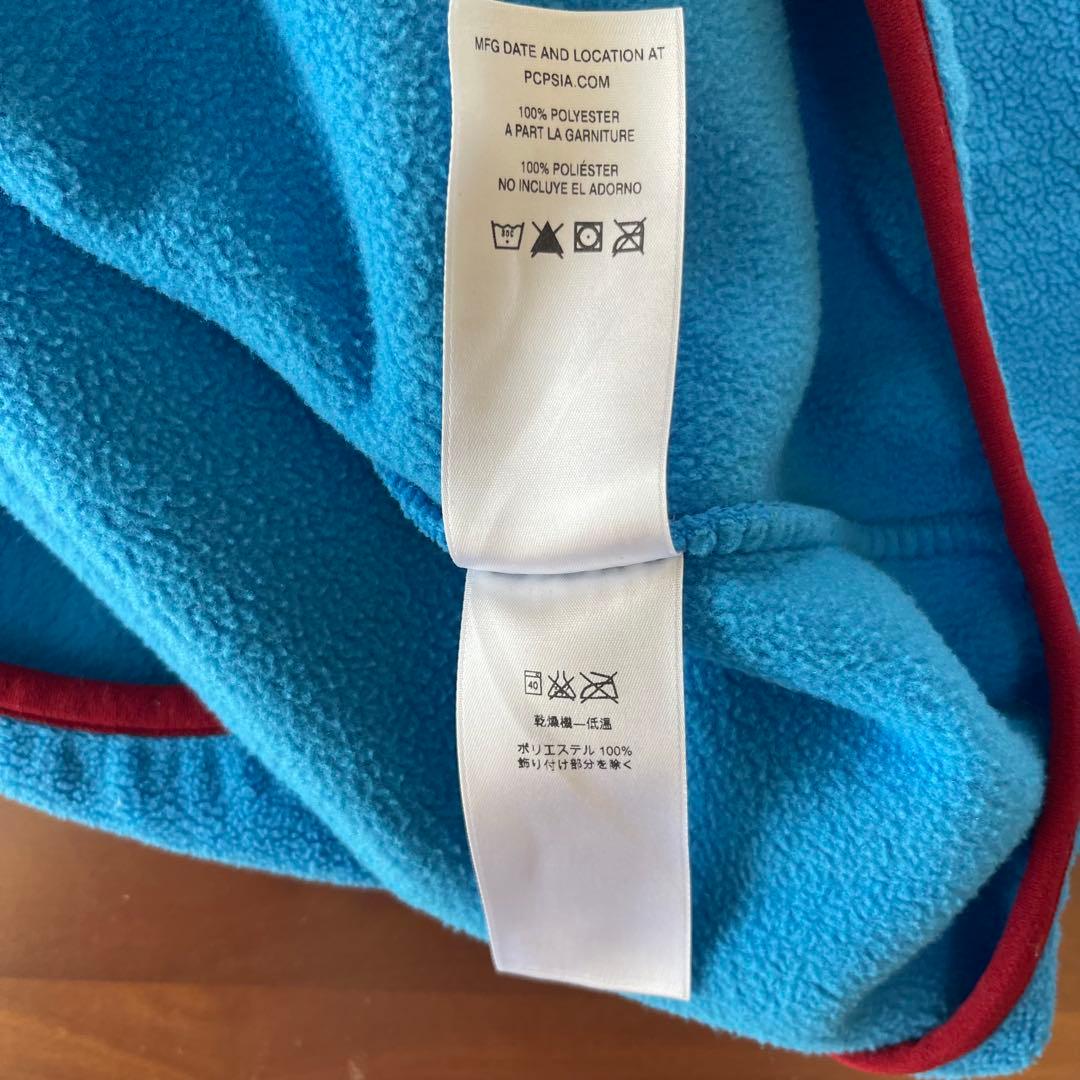 MFG DATE AND LOCATION AT
PCPSIA.COM
100% POLYESTER
A PART LA GARNITURE
100% POLIÉSTER
NO INCLUYE EL ADORNO
30C
40
乾燥機―低温
ポリエステル 100%
飾り付け部分を除く